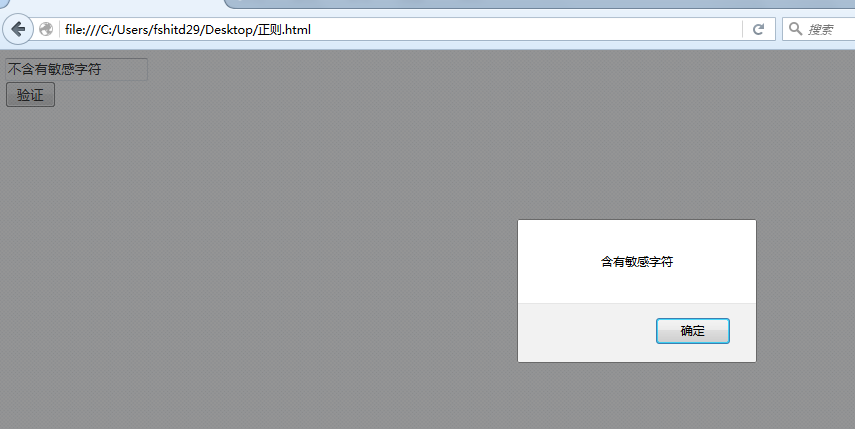 file:///C:/Users/fshitd29/Desktop/正则.html
搜索
不含有敏感字符
验证
含有敏感字符
确定